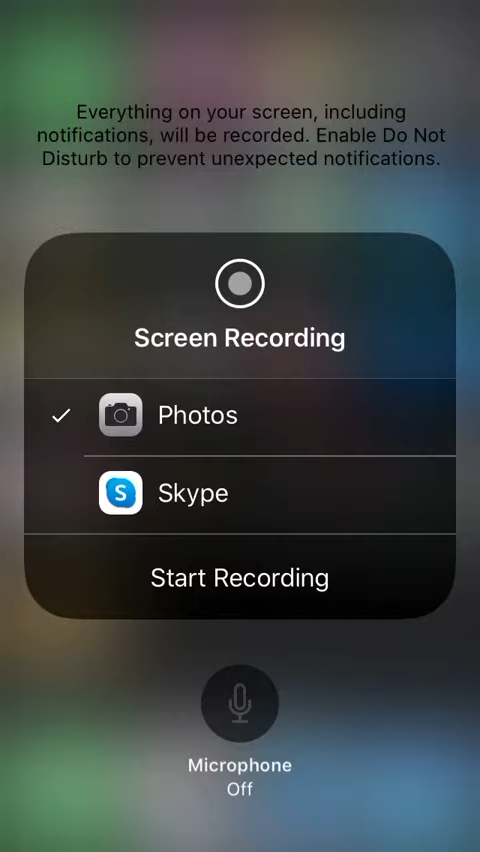 Everything on your screen, including
notifications, will be recorded. Enable Do Not
Disturb to prevent unexpected notifications.
Screen Recording
Photos
S Skype
Start Recording
Microphone
Off